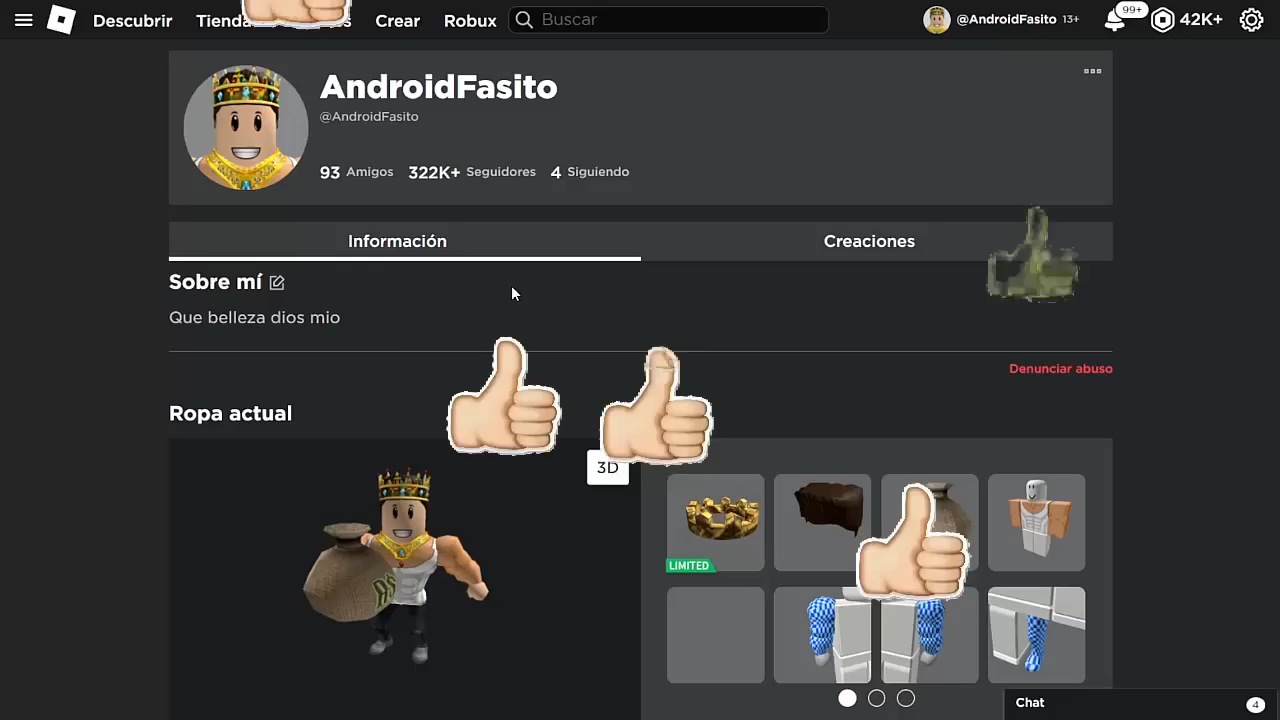 Descubrir
Tienda
Crear
Robux
Buscar
@AndroidFasito 13+
99+
42K+
AndroidFasito
@AndroidFasito
93 Amigos 322K+ Seguidores 4 Siguiendo
Información
Creaciones
Sobre mí
Que belleza dios mio
Denunciar abuso
Ropa actual
3D
LIMITED
Chat
4